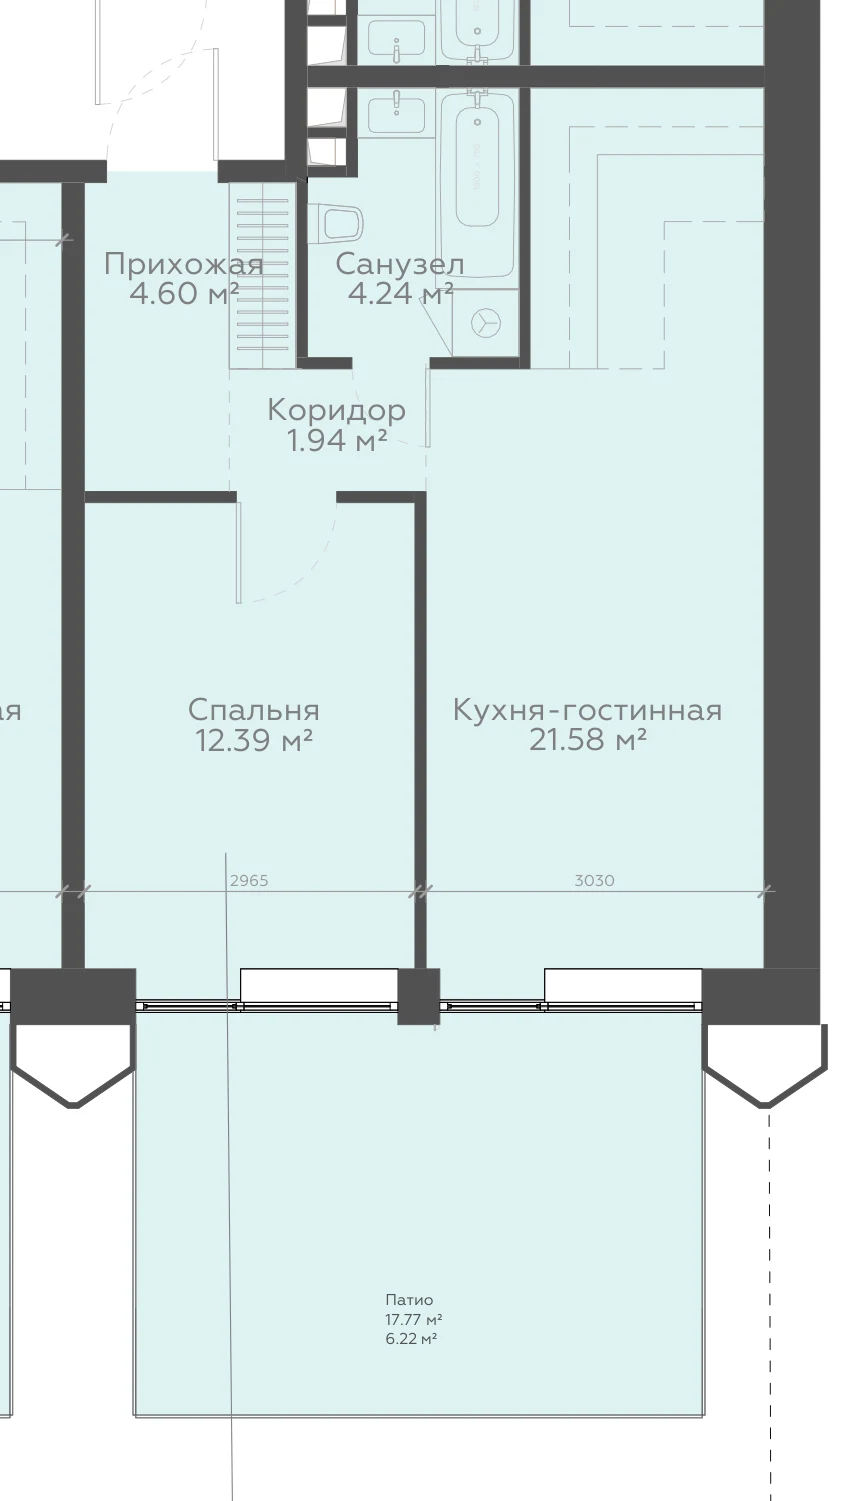 Прихожая
4.60 м²
Санузел
4.24 м²
Коридор
1.94 м²
ая
Спальня
12.39 м²
Кухня-гостинная
21.58 м²
2965
3030
Патио
17.77 м²
6.22 м²